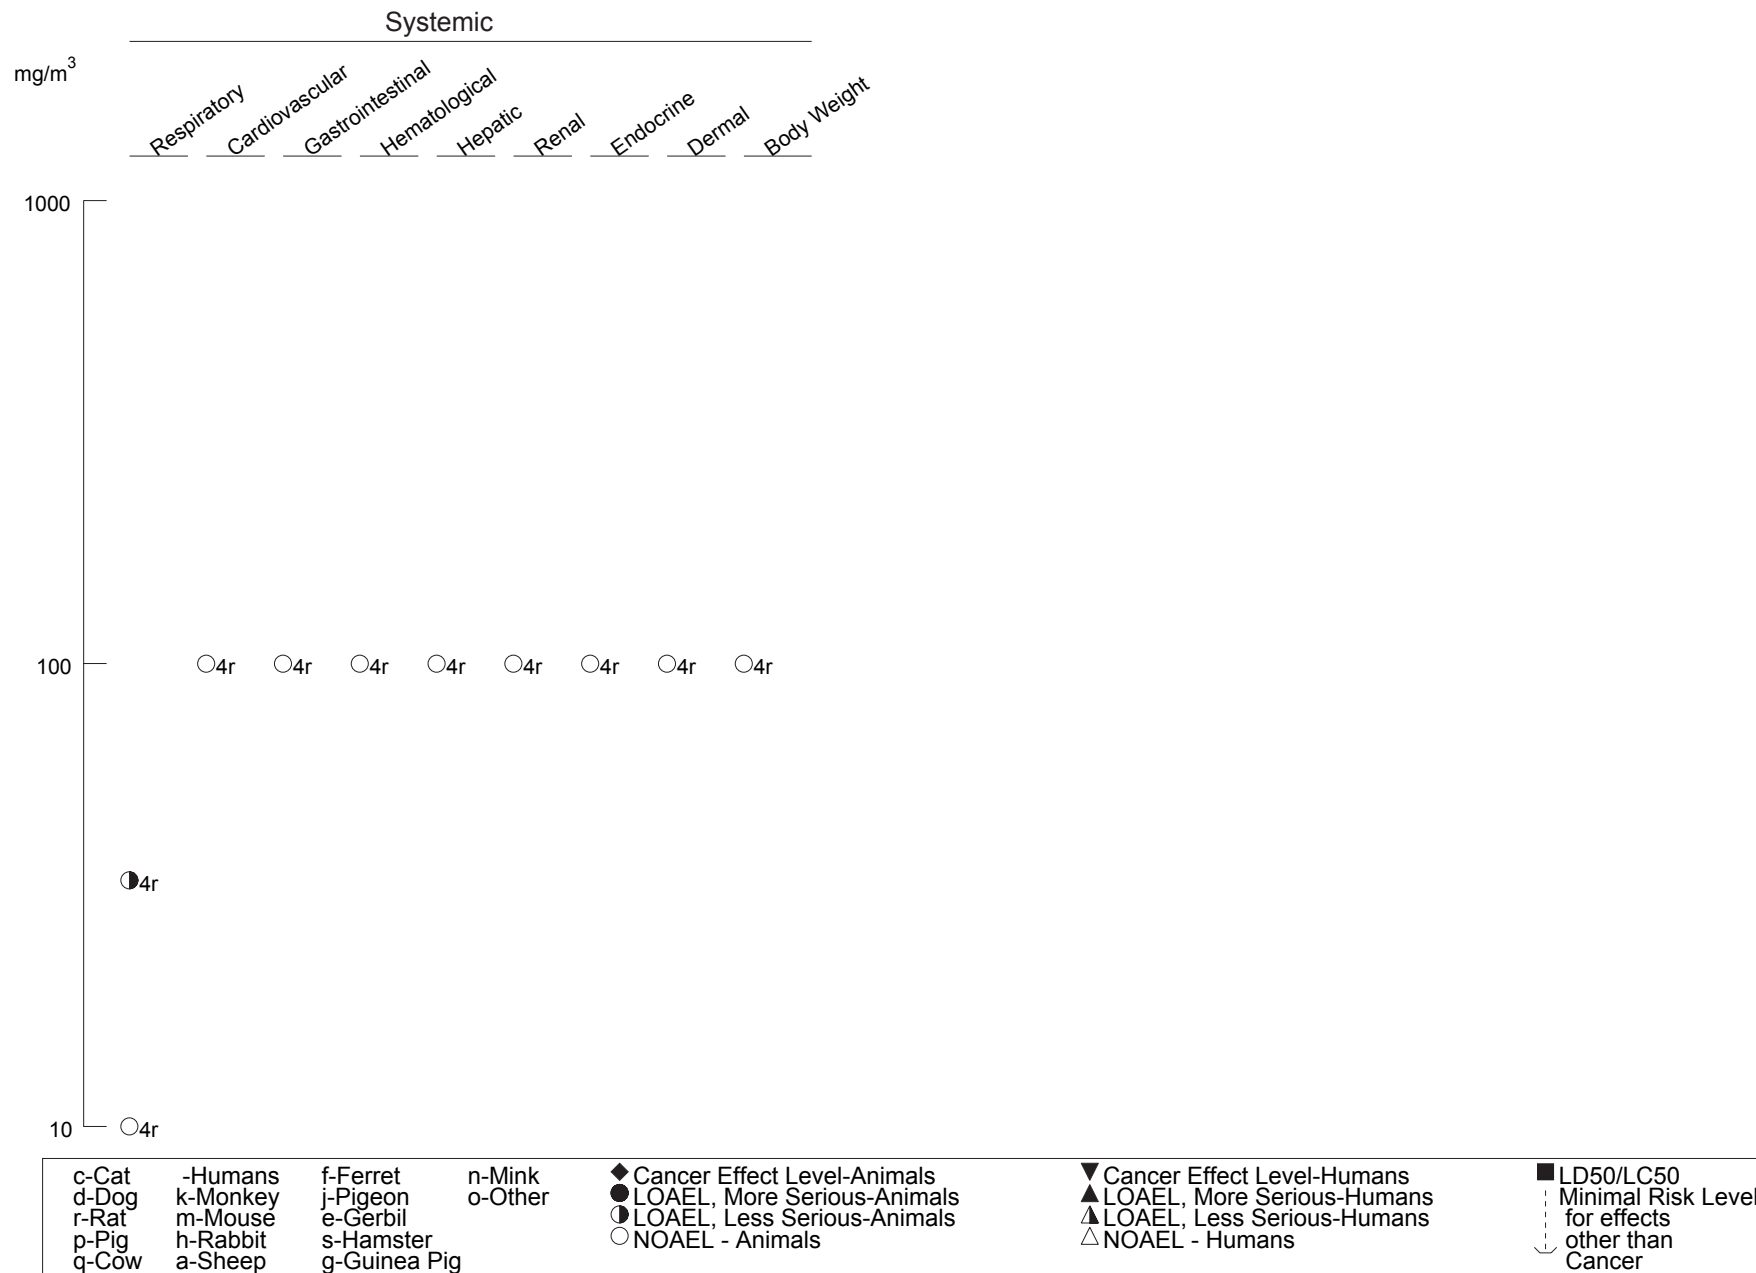 Systemic
mg/m3
Respiratory Cardiovascular Gastrointestinal Hematological Hepatic Renal Endocrine Dermal Body Weight
1000
100 4r 4r 4r 4r 4r 4r 4r 4r
4r
10 4r
c-Cat -Humans f-Ferret n-Mink Cancer Effect Level-Animals Cancer Effect Level-Humans LD50/LC50
d-Dog k-Monkey j-Pigeon o-Other LOAEL, More Serious-Animals LOAEL, More Serious-Humans Minimal Risk Level
r-Rat m-Mouse e-Gerbil LOAEL, Less Serious-Animals LOAEL, Less Serious-Humans for effects
p-Pig h-Rabbit s-Hamster NOAEL - Animals NOAEL - Humans other than
q-Cow a-Sheep g-Guinea Pig Cancer